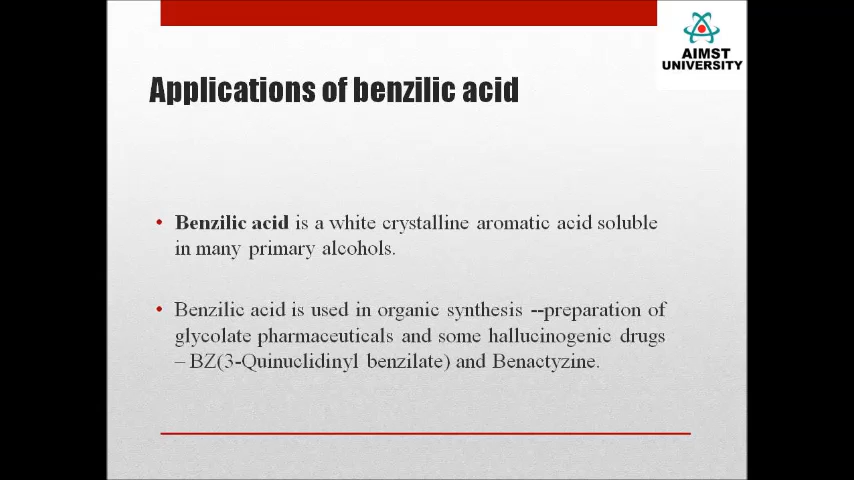 AIMST
UNIVERSITY
Applications of benzilic acid
• Benzilic acid is a white crystalline aromatic acid soluble
in many primary alcohols.
• Benzilic acid is used in organic synthesis --preparation of
glycolate pharmaceuticals and some hallucinogenic drugs
– BZ(3-Quinuclidinyl benzilate) and Benactyzine.